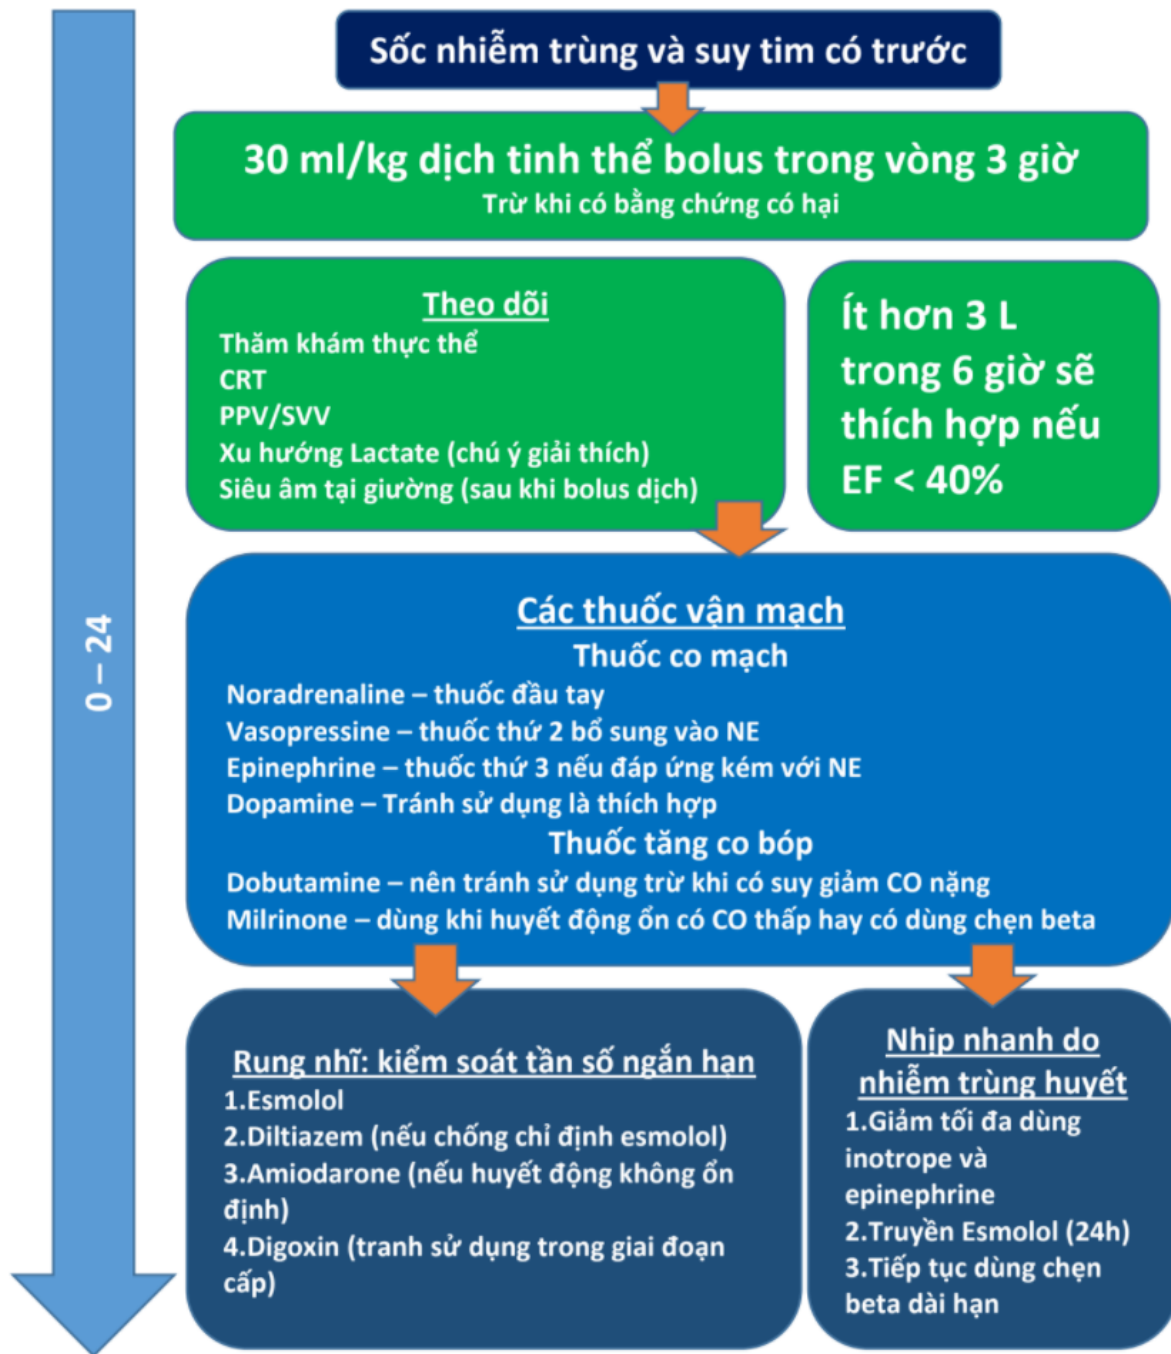 Sốc nhiễm trùng và suy tim có trước
30 ml/kg dịch tinh thể bolus trong vòng 3 giờ
Trừ khi có bằng chứng có hại
Theo dõi
Thăm khám thực thể
CRT
PPV/SVV
Xu hướng Lactate (chú ý giải thích)
Siêu âm tại giường (sau khi bolus dịch)
Ít hơn 3 L
trong 6 giờ sẽ
thích hợp nếu
EF < 40%
0 – 24
Các thuốc vận mạch
Thuốc co mạch
Noradrenaline – thuốc đầu tay
Vasopressine – thuốc thứ 2 bổ sung vào NE
Epinephrine – thuốc thứ 3 nếu đáp ứng kém với NE
Dopamine – Tránh sử dụng là thích hợp
Thuốc tăng co bóp
Dobutamine – nên tránh sử dụng trừ khi có suy giảm CO nặng
Milrinone – dùng khi huyết động ổn có CO thấp hay có dùng chẹn beta
Rung nhĩ: kiểm soát tần số ngắn hạn
1.Esmolol
2.Diltiazem (nếu chống chỉ định esmolol)
3.Amiodarone (nếu huyết động không ổn
định)
4.Digoxin (tranh sử dụng trong giai đoạn
cấp)
Nhịp nhanh do
nhiễm trùng huyết
1.Giảm tối đa dùng
inotrope và
epinephrine
2.Truyền Esmolol (24h)
3.Tiếp tục dùng chẹn
beta dài hạn